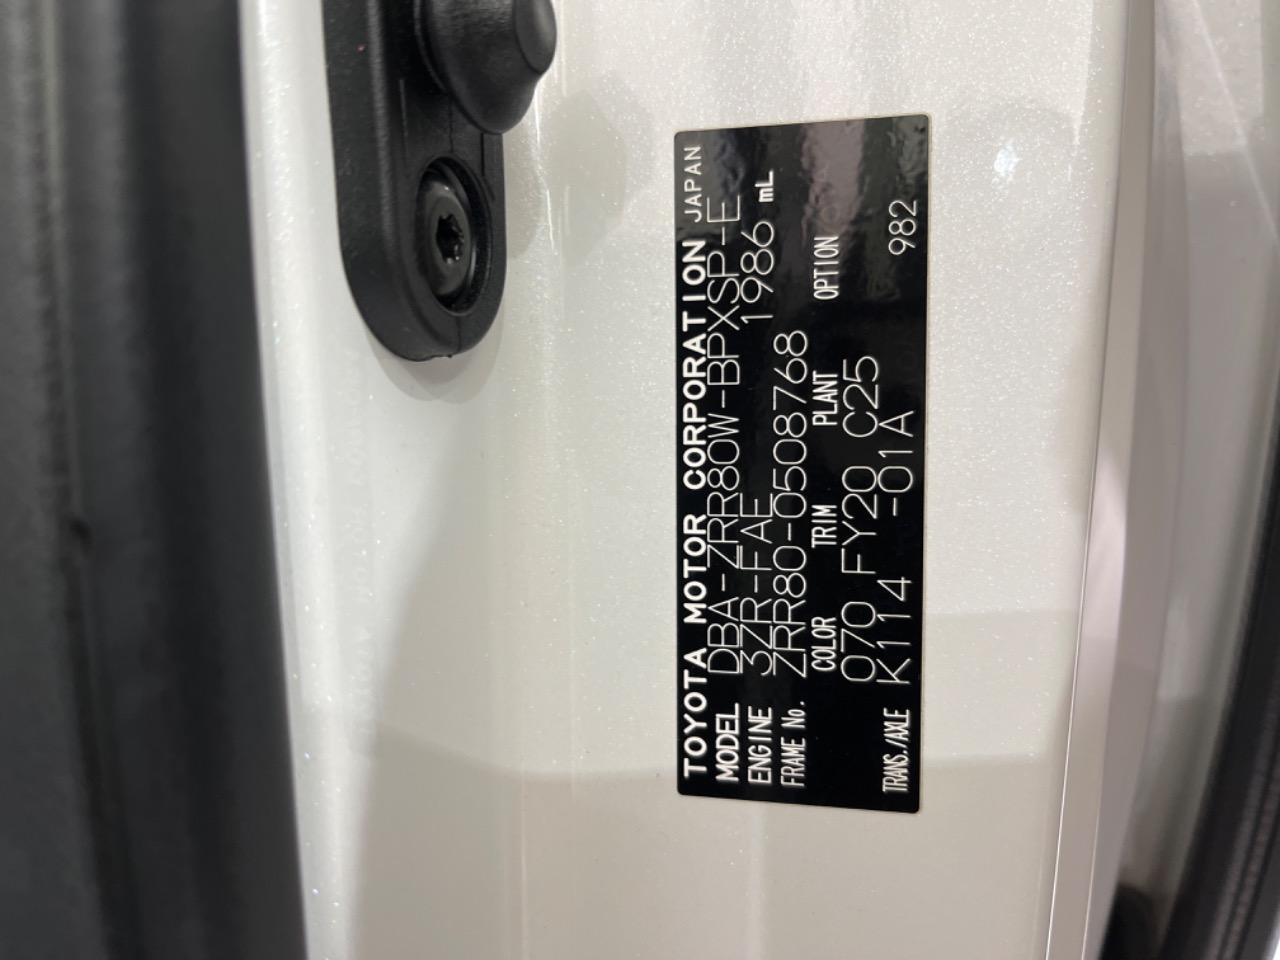 TOYOTA MOTOR CORPORATION JAPAN
MODEL DBA-ZRR80W-BPXSP-E
ENGINE 3ZR-FAE 1986 mL
FRAME No. ZRR80-0508768
COLOR TRIM PLANT OPTION
070 FY20 C25
TRANS./AXLE K114 -01A 982